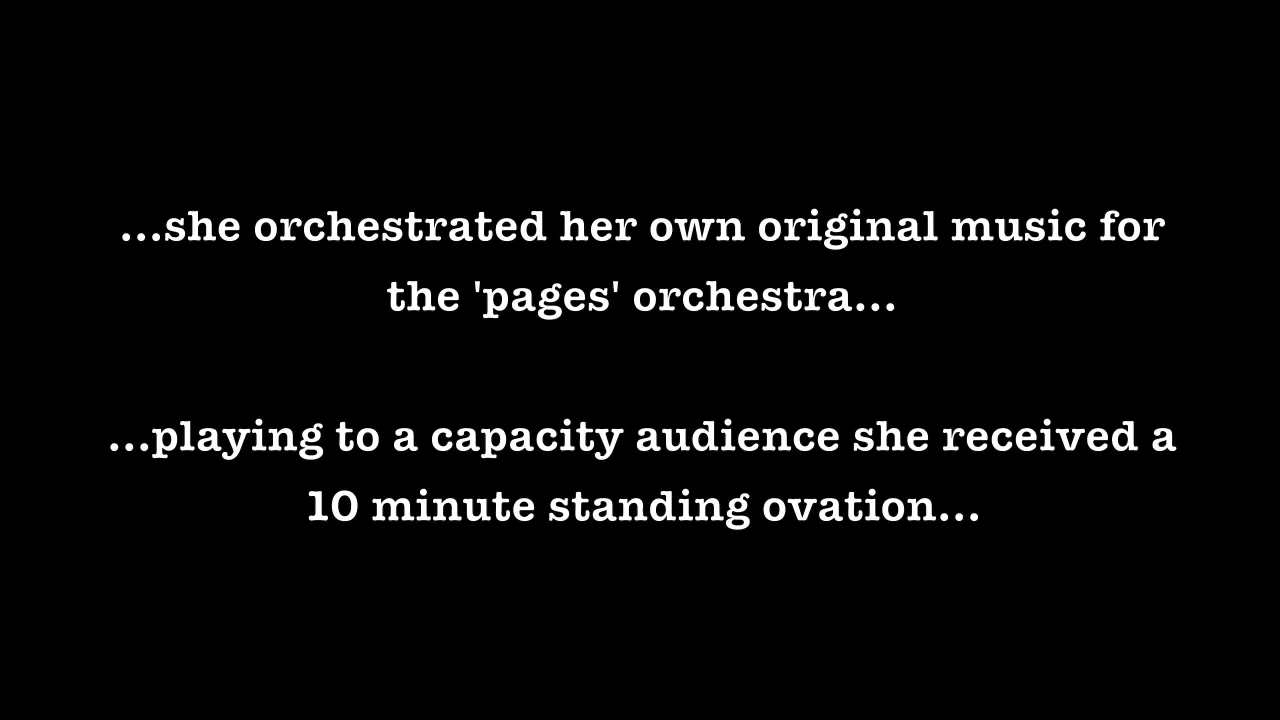 ...she orchestrated her own original music for
the 'pages' orchestra...
...playing to a capacity audience she received a
10 minute standing ovation...